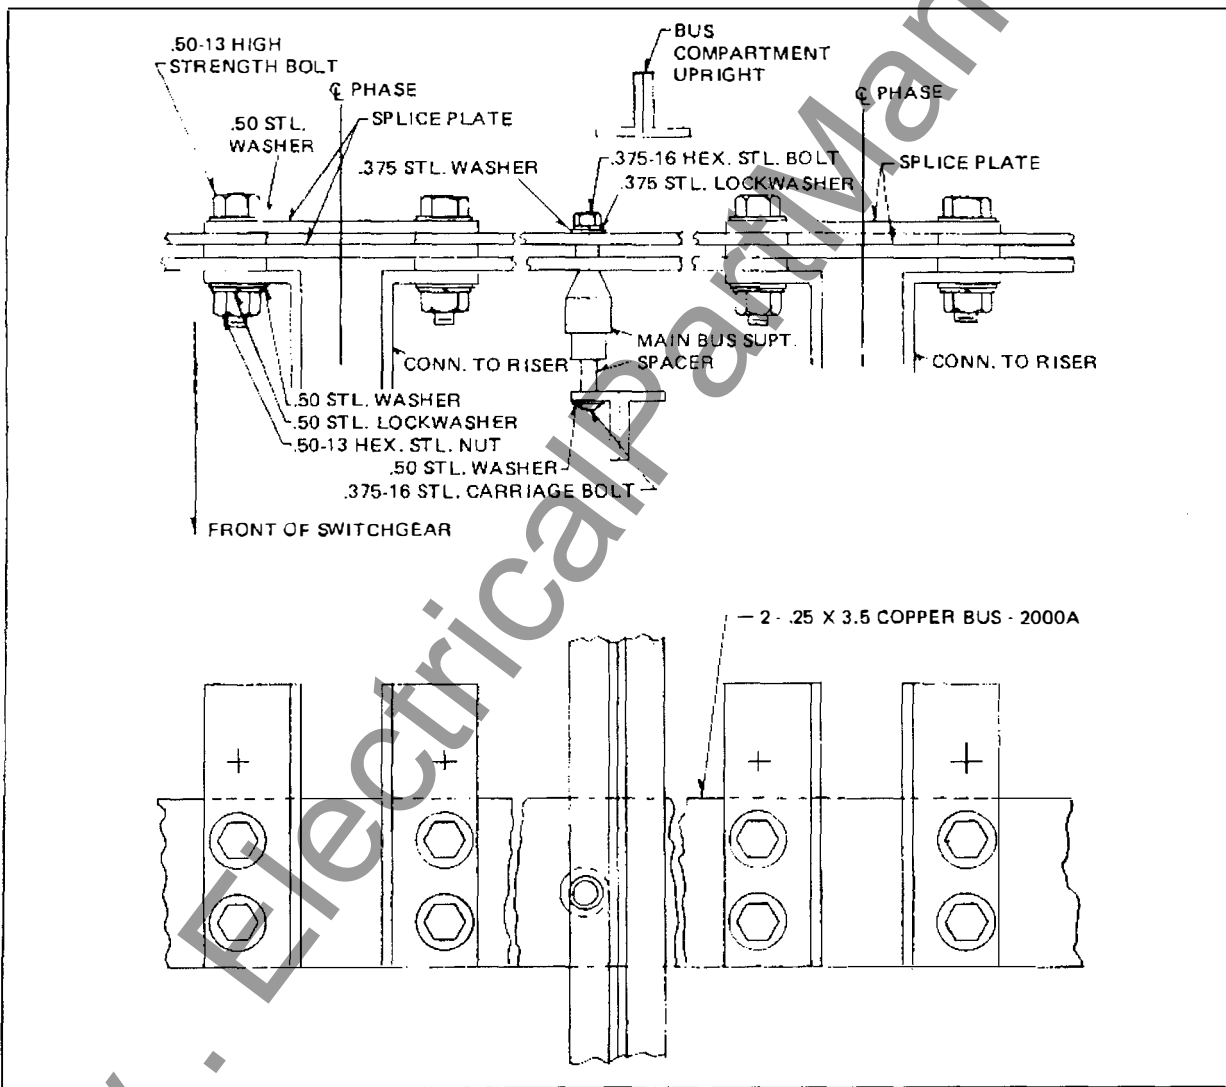 .50-13 HIGH
STRENGTH BOLT
℄ PHASE
.50 STL.
WASHER
SPLICE PLATE
.375 STL. WASHER
BUS
COMPARTMENT
UPRIGHT
.375-16 HEX. STL. BOLT
.375 STL. LOCKWASHER
℄ PHASE
SPLICE PLATE
MAIN BUS SUPT.
SPACER
CONN. TO RISER
CONN. TO RISER
.50 STL. WASHER
.50 STL. LOCKWASHER
.50-13 HEX. STL. NUT
.50 STL. WASHER
.375-16 STL. CARRIAGE BOLT
FRONT OF SWITCHGEAR
2 - .25 X 3.5 COPPER BUS - 2000A
. ElectricalPartMan